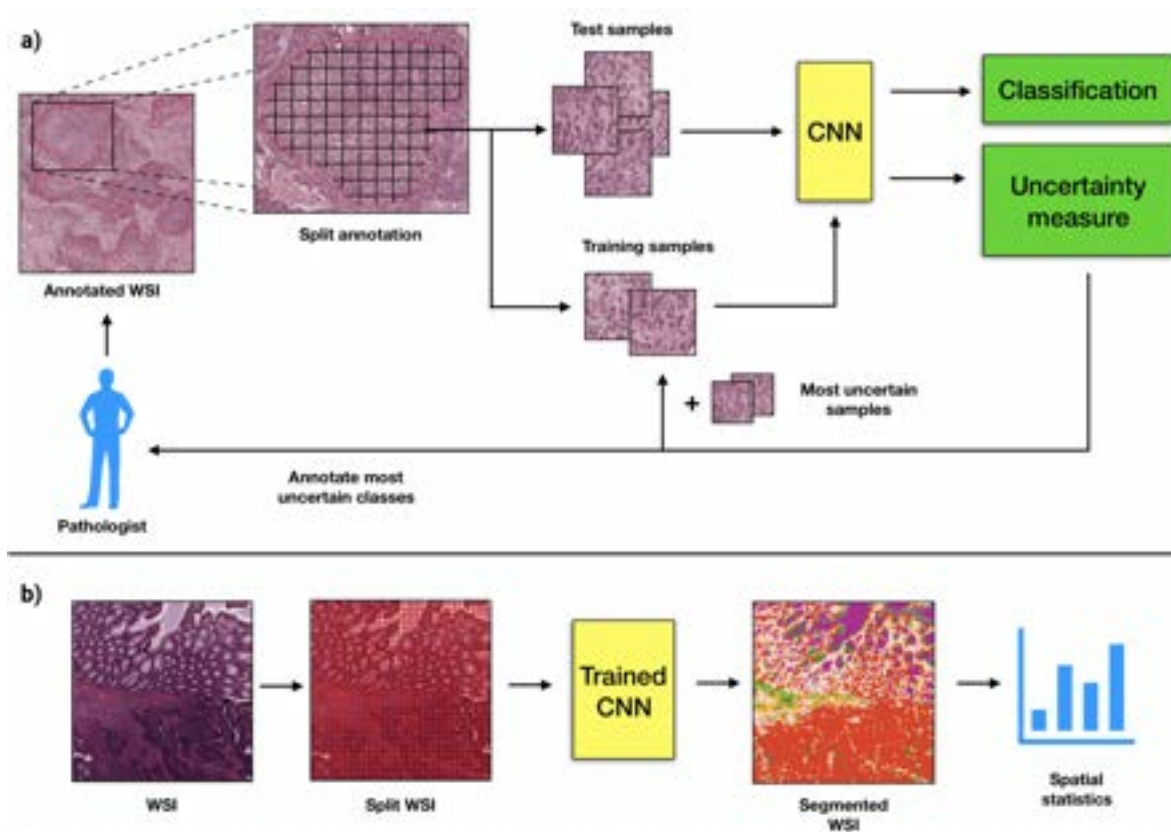 a)
Test samples
CNN
Classification
Uncertainty
measure
Split annotation
Training samples
Annotated WSI
+
Most uncertain
samples
Annotate most
uncertain classes
Pathologist
b)
Trained
CNN
WSI
Split WSI
Segmented
WSI
Spatial
statistics